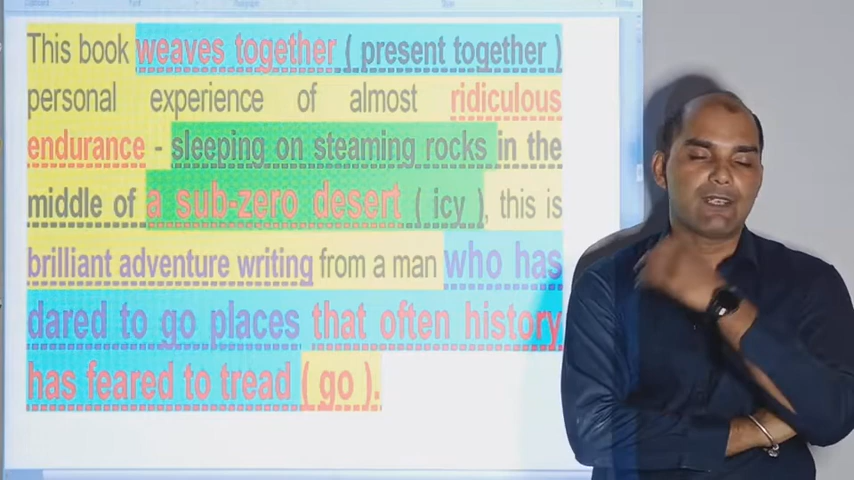 This book weaves together ( present together )
personal experience of almost ridiculous
endurance - sleeping on steaming rocks in the
middle of a sub-zero desert ( icy ), this is
brilliant adventure writing from a man who has
dared to go places that often history
has feared to tread ( go ).